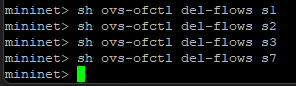 mininet> sh ovs-ofctl del-flows s1
mininet> sh ovs-ofctl del-flows s2
mininet> sh ovs-ofctl del-flows s3
mininet> sh ovs-ofctl del-flows s7
mininet>